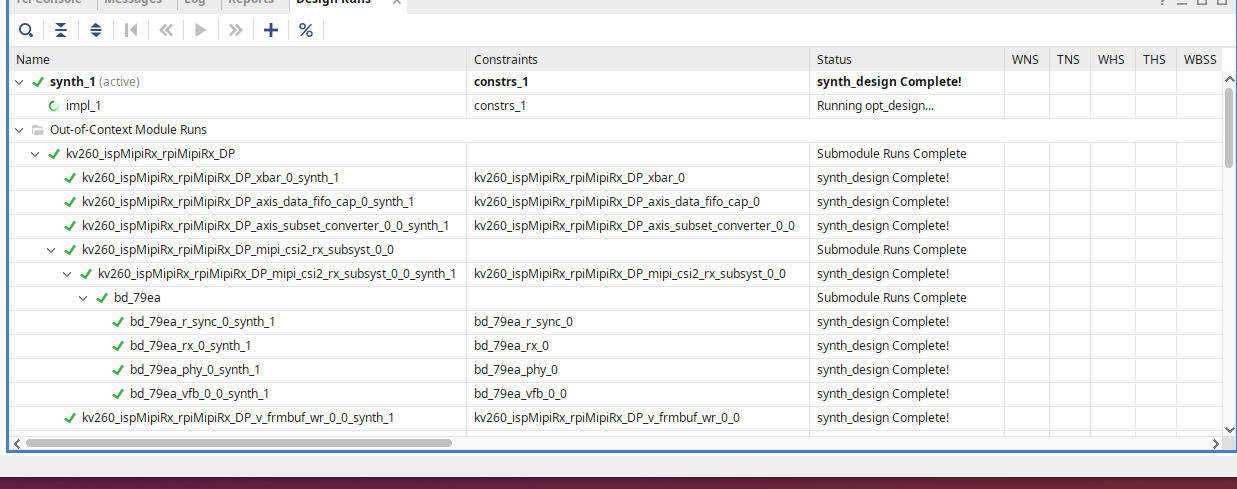 Tcl Console Messages Log Reports Design Runs
Name Constraints Status WNS TNS WHS THS WBSS
synth_1 (active) constrs_1 synth_design Complete!
impl_1 constrs_1 Running opt_design...
Out-of-Context Module Runs
kv260_ispMipiRx_rpiMipiRx_DP Submodule Runs Complete
kv260_ispMipiRx_rpiMipiRx_DP_xbar_0_synth_1 kv260_ispMipiRx_rpiMipiRx_DP_xbar_0 synth_design Complete!
kv260_ispMipiRx_rpiMipiRx_DP_axis_data_fifo_cap_0_synth_1 kv260_ispMipiRx_rpiMipiRx_DP_axis_data_fifo_cap_0 synth_design Complete!
kv260_ispMipiRx_rpiMipiRx_DP_axis_subset_converter_0_0_synth_1 kv260_ispMipiRx_rpiMipiRx_DP_axis_subset_converter_0_0 synth_design Complete!
kv260_ispMipiRx_rpiMipiRx_DP_mipi_csi2_rx_subsyst_0_0 Submodule Runs Complete
kv260_ispMipiRx_rpiMipiRx_DP_mipi_csi2_rx_subsyst_0_0_synth_1 kv260_ispMipiRx_rpiMipiRx_DP_mipi_csi2_rx_subsyst_0_0 synth_design Complete!
bd_79ea Submodule Runs Complete
bd_79ea_r_sync_0_synth_1 bd_79ea_r_sync_0 synth_design Complete!
bd_79ea_rx_0_synth_1 bd_79ea_rx_0 synth_design Complete!
bd_79ea_phy_0_synth_1 bd_79ea_phy_0 synth_design Complete!
bd_79ea_vfb_0_0_synth_1 bd_79ea_vfb_0_0 synth_design Complete!
kv260_ispMipiRx_rpiMipiRx_DP_v_frmbuf_wr_0_0_synth_1 kv260_ispMipiRx_rpiMipiRx_DP_v_frmbuf_wr_0_0 synth_design Complete!